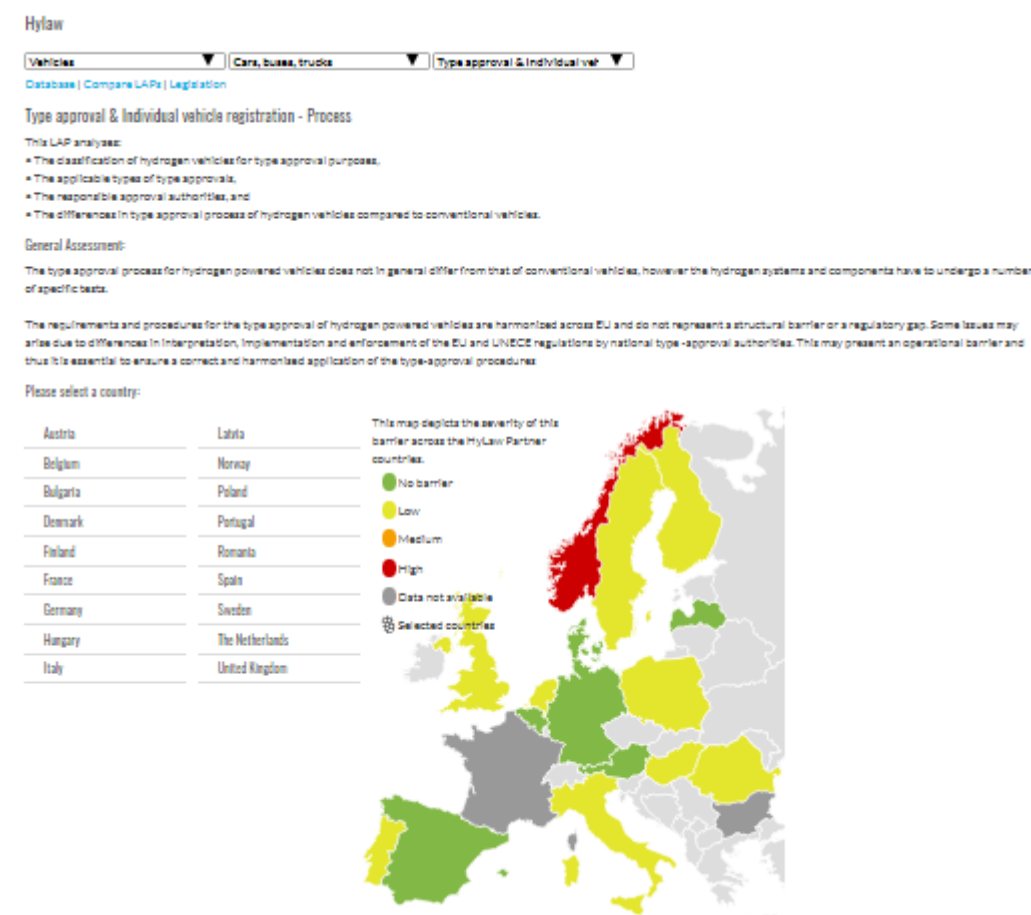 Hylaw
Vehicles
Cars, buses, trucks
Type approval & Individual veh
Database | Compare LAPs | Legislation
Type approval & Individual vehicle registration - Process
This LAP analyses:
• The classification of hydrogen vehicles for type approval purposes,
• The applicable types of type approvals,
• The responsible approval authorities, and
• The differences in type approval process of hydrogen vehicles compared to conventional vehicles.
General Assessment:
The type approval process for hydrogen powered vehicles does not in general differ from that of conventional vehicles, however the hydrogen systems and components have to undergo a number
of specific tests.
The requirements and procedures for the type approval of hydrogen powered vehicles are harmonized across EU and do not represent a structural barrier or a regulatory gap. Some issues may
arise due to differences in interpretation, implementation and enforcement of the EU and UNECE regulations by national type -approval authorities. This may present an operational barrier and
thus it is essential to ensure a correct and harmonised application of the type-approval procedures
Please select a country:
Austria
Belgium
Bulgaria
Denmark
Finland
France
Germany
Hungary
Italy
Latvia
Norway
Poland
Portugal
Romania
Spain
Sweden
The Netherlands
United Kingdom
This map depicts the severity of this
barrier across the HyLaw Partner
countries.
No barrier
Low
Medium
High
Data not available
Selected countries